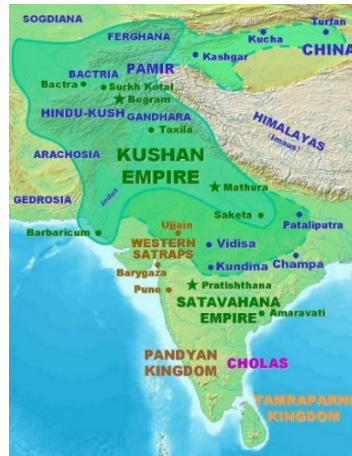 SOGDIANA
Turfan
Kucha
FERGHANA
CHINA
Kashgar
PAMIR
BACTRIA
Bactra
Surkh Kotal
Begram
HINDU-KUSH
GANDHARA
Taxila
HIMALAYAS
(Imaus)
ARACHOSIA
KUSHAN
EMPIRE
Mathura
GEDROSIA
Indus
Saketa
Pataliputra
Barbaricum
Ujjain
WESTERN
SATRAPS
Vidisa
Champa
Barygaza
Kundina
Pune
Pratishthana
SATAVAHANA
EMPIRE
Amaravati
PANDYAN
KINGDOM
CHOLAS
TAMRAPARNI
KINGDOM